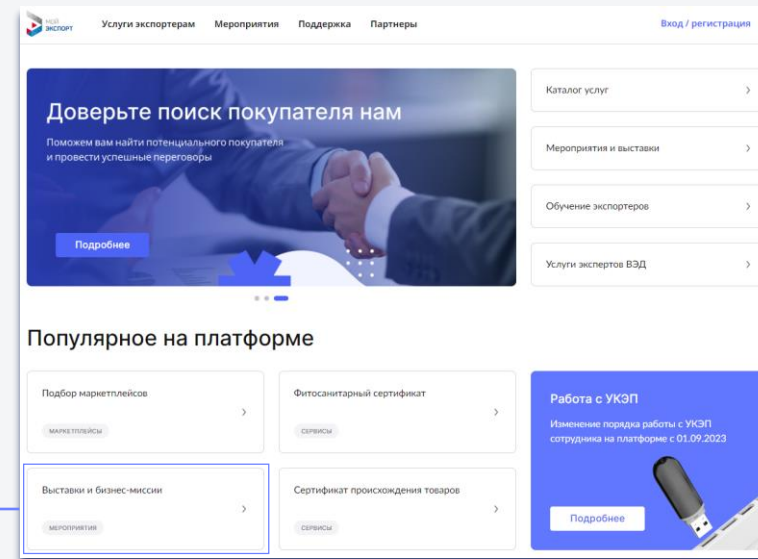 МОЙ
ЭКСПОРТ
Услуги экспортерам Мероприятия Поддержка Партнеры
Вход / регистрация
Доверьте поиск покупателя нам
Поможем вам найти потенциального покупателя
и провести успешные переговоры
Подробнее
Каталог услуг
Мероприятия и выставки
Обучение экспортеров
Услуги экспертов ВЭД
Популярное на платформе
Подбор маркетплейсов
МАРКЕТПЛЕЙСЫ
Фитосанитарный сертификат
СЕРВИСЫ
Работа с УКЭП
Изменение порядка работы с УКЭП
сотрудника на платформе с 01.09.2023
Подробнее
Выставки и бизнес-миссии
МЕРОПРИЯТИЯ
Сертификат происхождения товаров
СЕРВИСЫ